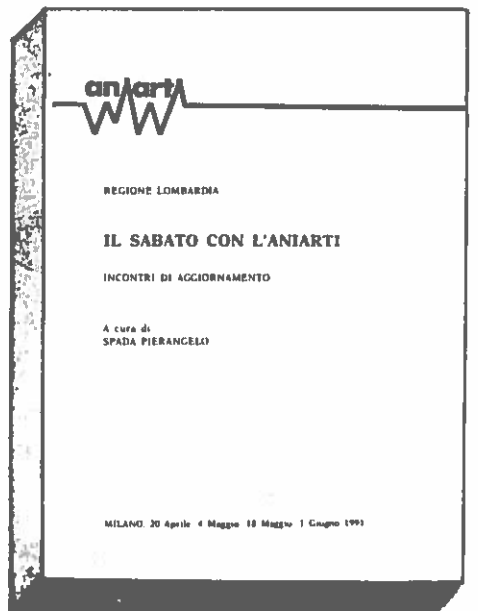 aniarti
REGIONE LOMBARDIA
IL SABATO CON L'ANIARTI
INCONTRI DI AGGIORNAMENTO
A cura di
SPADA PIERANGELO
MILANO, 20 Aprile 4 Maggio 18 Maggio 1 Giugno